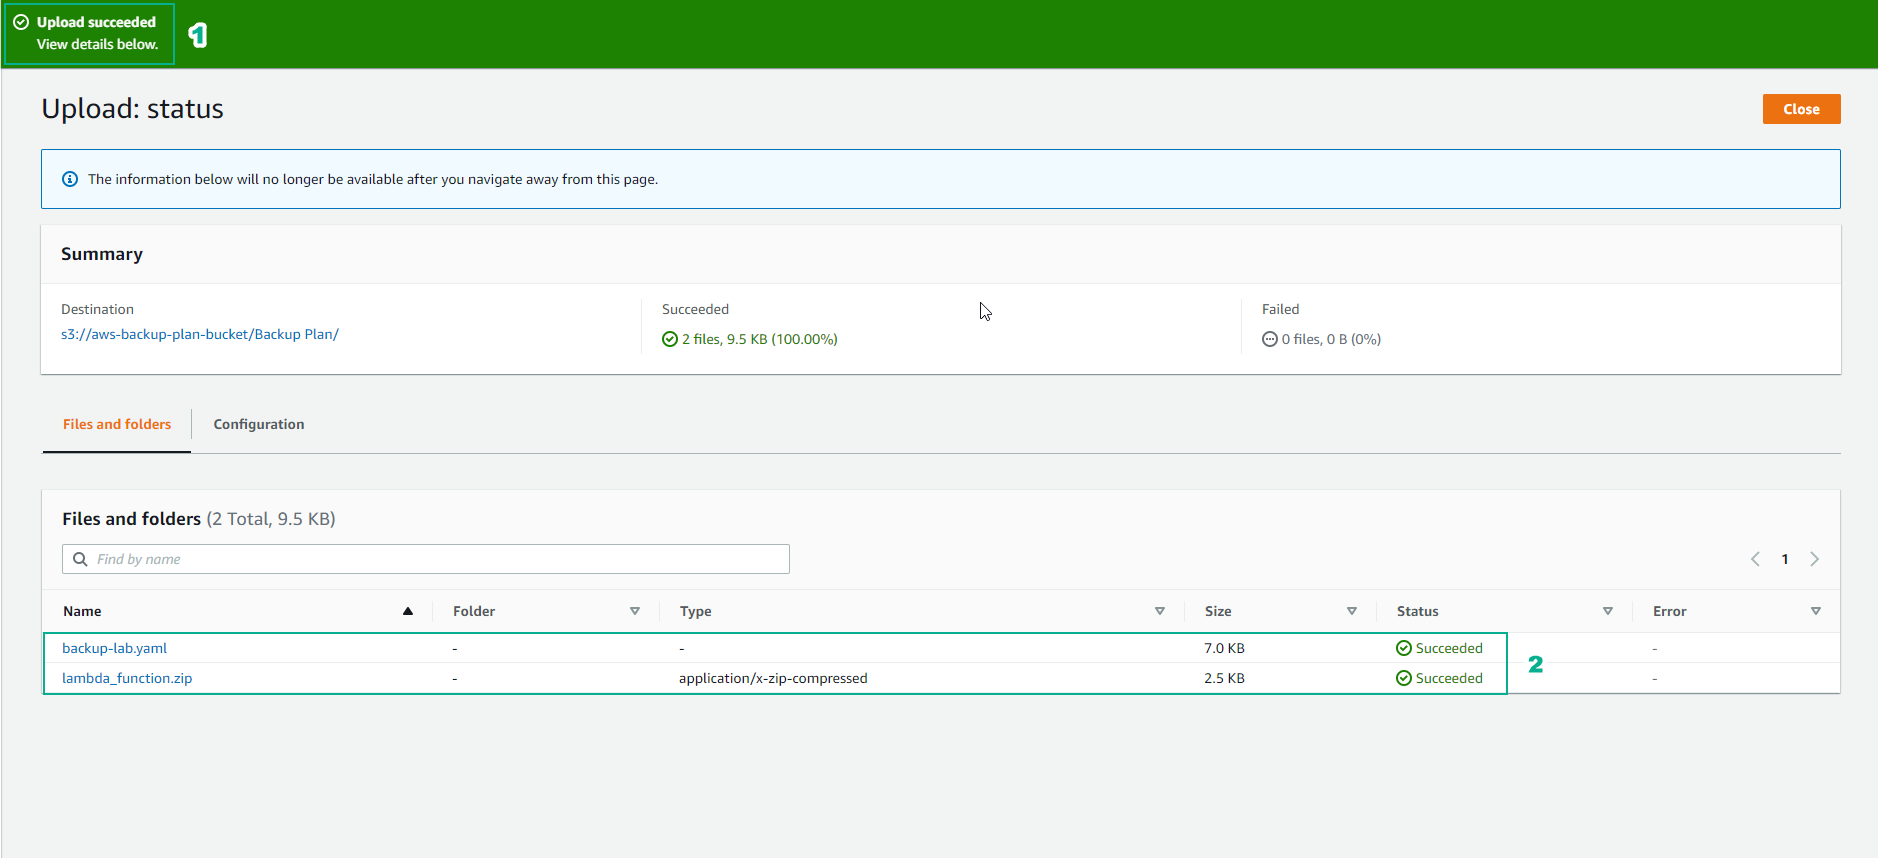 Upload succeeded
View details below.
1
Upload: status
Close
The information below will no longer be available after you navigate away from this page.
Summary
Destination
s3://aws-backup-plan-bucket/Backup Plan/
Succeeded
2 files, 9.5 KB (100.00%)
Failed
0 files, 0 B (0%)
Files and folders
Configuration
Files and folders (2 Total, 9.5 KB)
Find by name
1
Name Folder Type Size Status Error
backup-lab.yaml - - 7.0 KB Succeeded -
lambda_function.zip - application/x-zip-compressed 2.5 KB Succeeded -
2